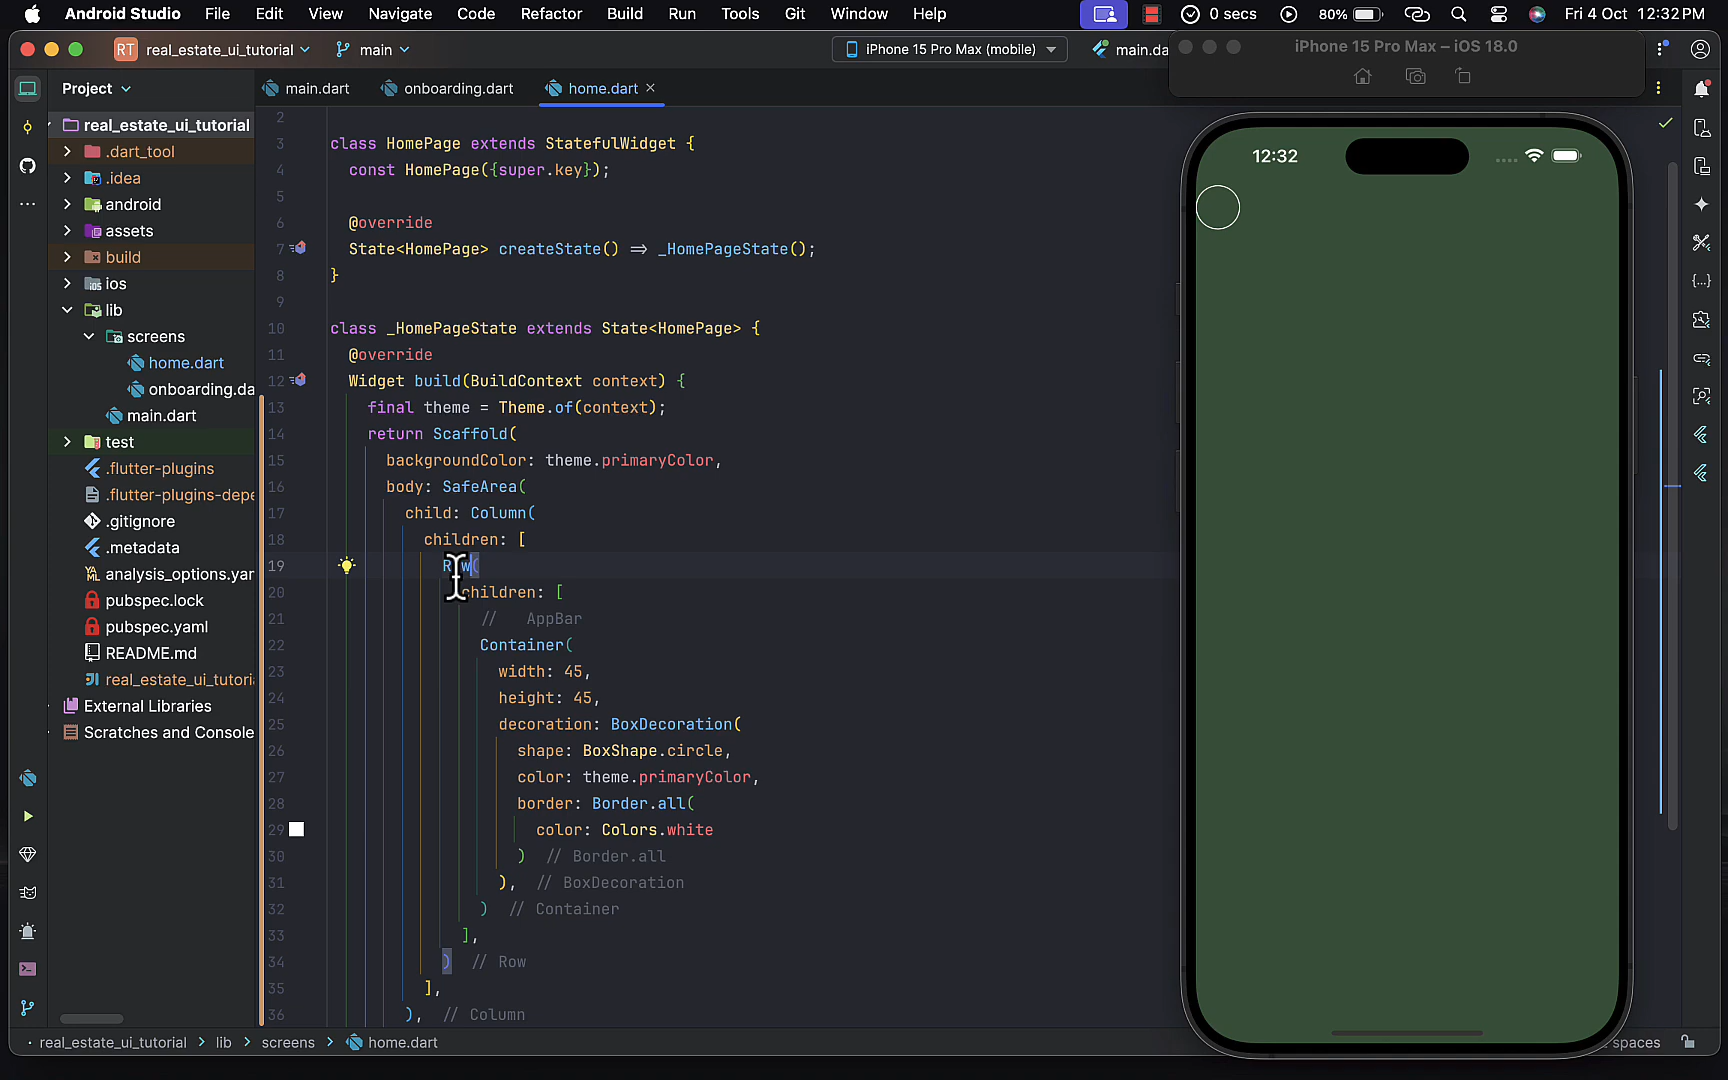 Android Studio File Edit View Navigate Code Refactor Build Run Tools Git Window Help 0 secs 80% Fri 4 Oct 12:32 PM
RT real_estate_ui_tutorial main iPhone 15 Pro Max (mobile) main.da
iPhone 15 Pro Max – iOS 18.0
Project
main.dart onboarding.dart home.dart
real_estate_ui_tutorial
.dart_tool
.idea
android
assets
build
ios
lib
screens
home.dart
onboarding.da
main.dart
test
.flutter-plugins
.flutter-plugins-depe
.gitignore
.metadata
analysis_options.yam
pubspec.lock
pubspec.yaml
README.md
real_estate_ui_tutoria
External Libraries
Scratches and Console
2
3 class HomePage extends StatefulWidget {
4 const HomePage({super.key});
5
6 @override
7 State<HomePage> createState() => _HomePageState();
8 }
9
10 class _HomePageState extends State<HomePage> {
11 @override
12 Widget build(BuildContext context) {
13 final theme = Theme.of(context);
14 return Scaffold(
15 backgroundColor: theme.primaryColor,
16 body: SafeArea(
17 child: Column(
18 children: [
19 Row(
20 children: [
21 // AppBar
22 Container(
23 width: 45,
24 height: 45,
25 decoration: BoxDecoration(
26 shape: BoxShape.circle,
27 color: theme.primaryColor,
28 border: Border.all(
29 color: Colors.white
30 ) // Border.all
31 ), // BoxDecoration
32 ) // Container
33 ],
34 ) // Row
35 ],
36 ), // Column
12:32
real_estate_ui_tutorial > lib > screens > home.dart
spaces